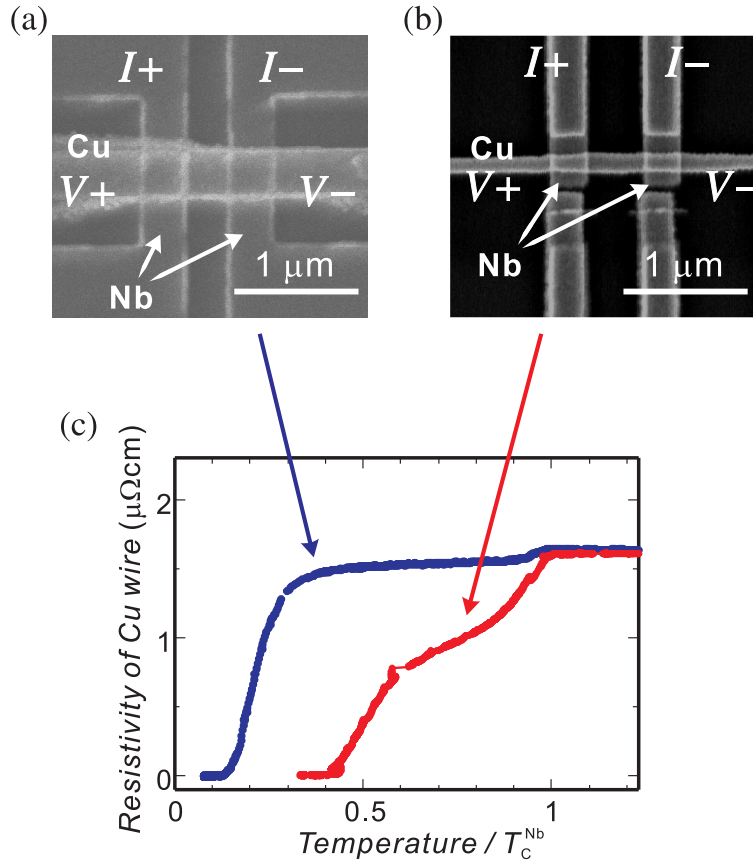 (a)
(b)
I+ I−
Cu
V+ V−
Nb
1 μm
I+ I−
Cu
V+ V−
Nb
1 μm
(c)
Resistivity of Cu wire (μΩcm)
2
1
0
0 0.5 1
Temperature / T_C^Nb